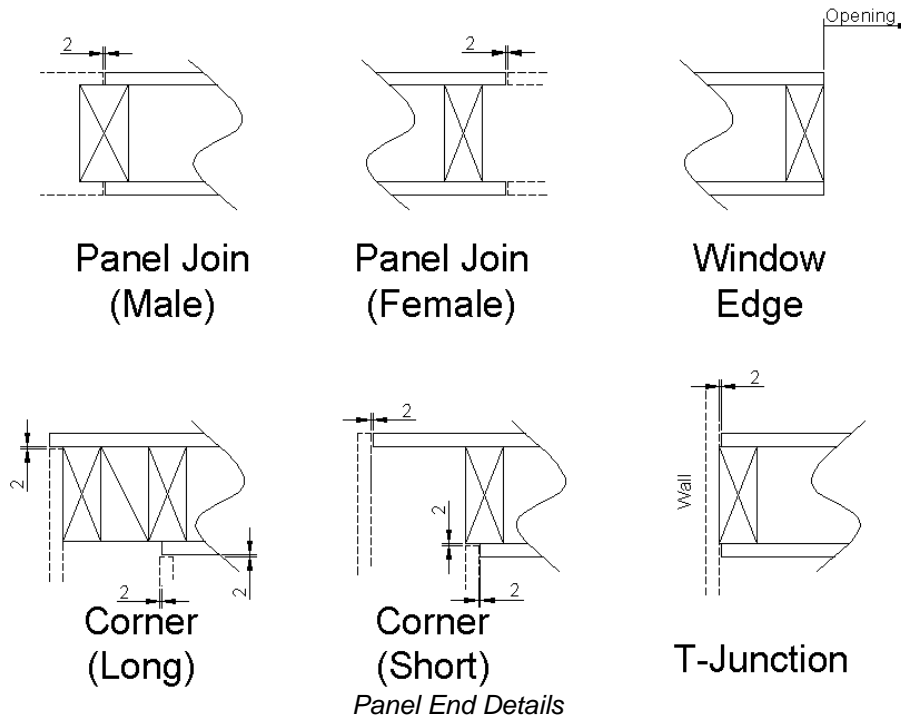 Opening
2
2
Panel Join
(Male)
Panel Join
(Female)
Window
Edge
2
2
2
2
2
2
2
2
Wall
Corner
(Long)
Corner
(Short)
T-Junction
Panel End Details